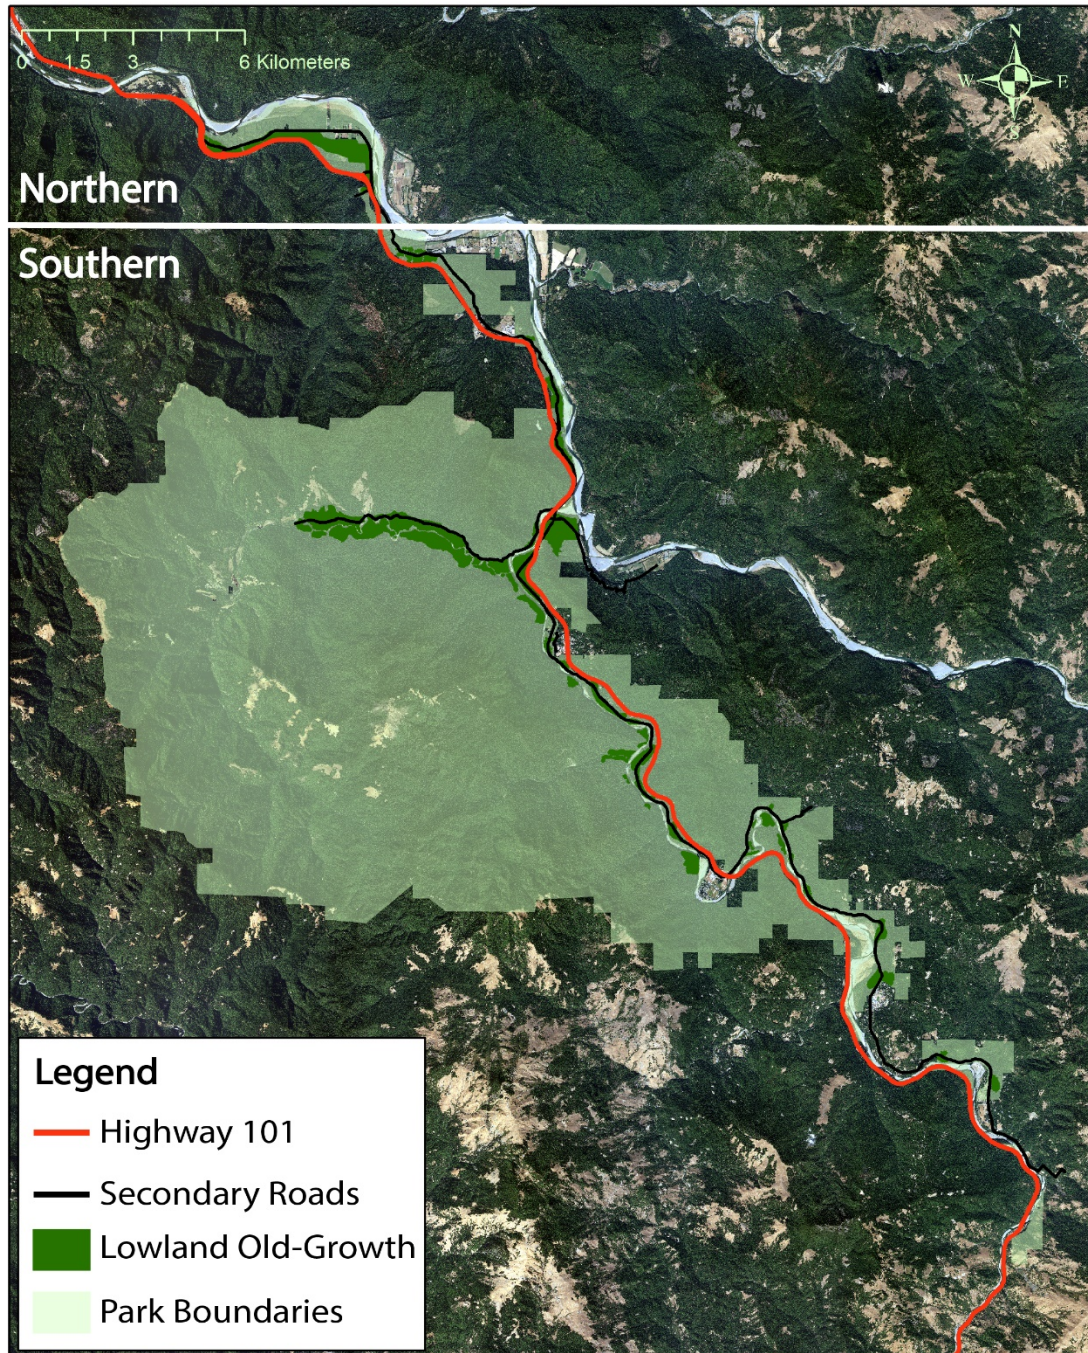 0 1.5 3 6 Kilometers
N
W E
S
Northern
Southern
Legend
Highway 101
Secondary Roads
Lowland Old-Growth
Park Boundaries